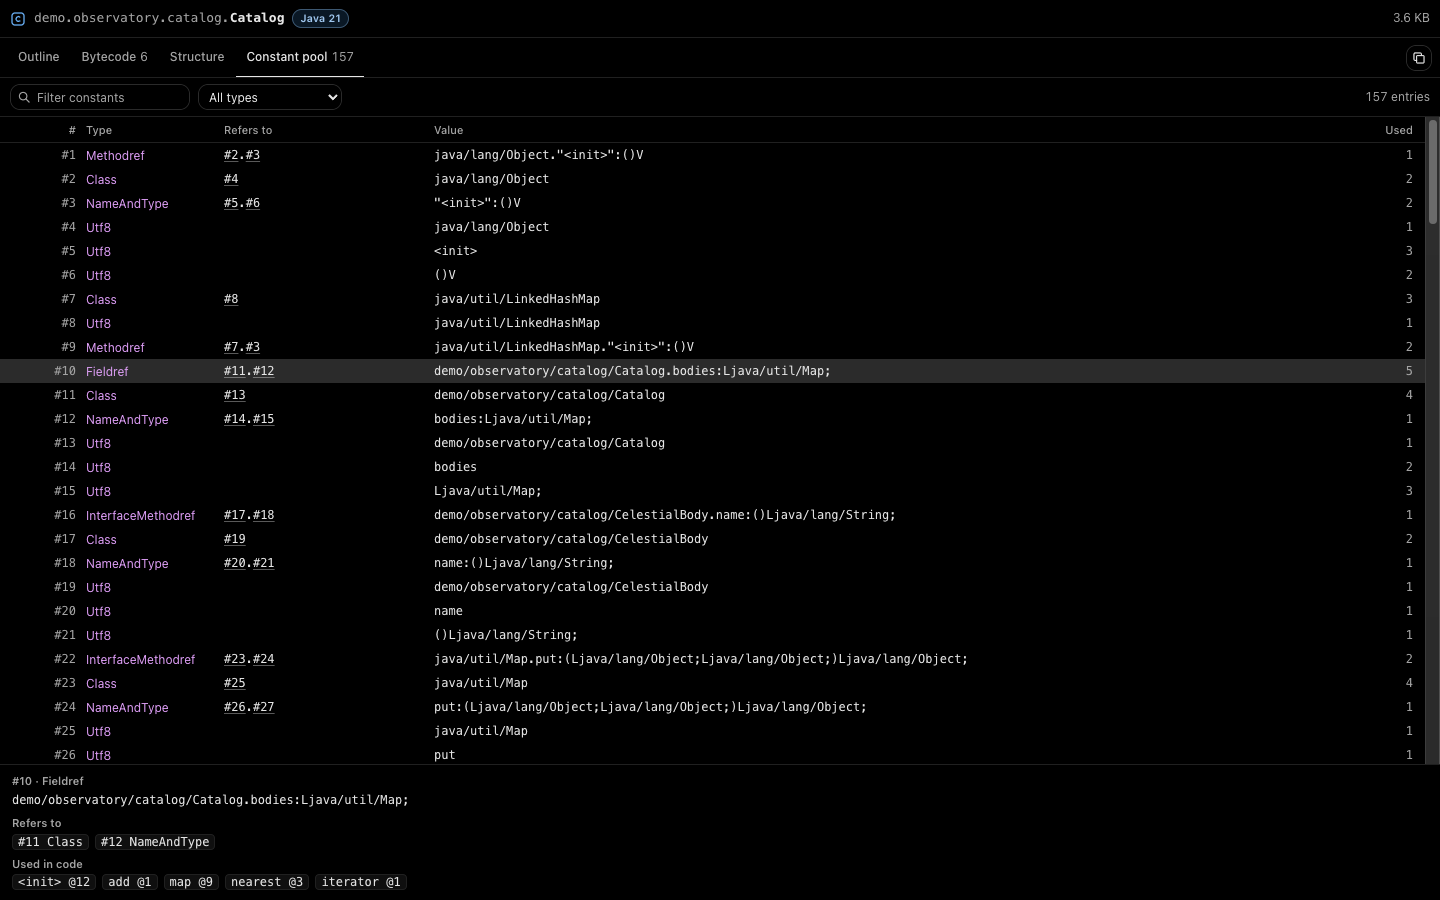 demo.observatory.catalog.Catalog Java 21 3.6 KB
Outline Bytecode 6 Structure Constant pool 157
Filter constants All types 157 entries
# Type Refers to Value Used
#1 Methodref #2.#3 java/lang/Object."<init>":()V 1
#2 Class #4 java/lang/Object 2
#3 NameAndType #5.#6 "<init>":()V 2
#4 Utf8 java/lang/Object 1
#5 Utf8 <init> 3
#6 Utf8 ()V 2
#7 Class #8 java/util/LinkedHashMap 3
#8 Utf8 java/util/LinkedHashMap 1
#9 Methodref #7.#3 java/util/LinkedHashMap."<init>":()V 2
#10 Fieldref #11.#12 demo/observatory/catalog/Catalog.bodies:Ljava/util/Map; 5
#11 Class #13 demo/observatory/catalog/Catalog 4
#12 NameAndType #14.#15 bodies:Ljava/util/Map; 1
#13 Utf8 demo/observatory/catalog/Catalog 1
#14 Utf8 bodies 2
#15 Utf8 Ljava/util/Map; 3
#16 InterfaceMethodref #17.#18 demo/observatory/catalog/CelestialBody.name:()Ljava/lang/String; 1
#17 Class #19 demo/observatory/catalog/CelestialBody 2
#18 NameAndType #20.#21 name:()Ljava/lang/String; 1
#19 Utf8 demo/observatory/catalog/CelestialBody 1
#20 Utf8 name 1
#21 Utf8 ()Ljava/lang/String; 1
#22 InterfaceMethodref #23.#24 java/util/Map.put:(Ljava/lang/Object;Ljava/lang/Object;)Ljava/lang/Object; 2
#23 Class #25 java/util/Map 4
#24 NameAndType #26.#27 put:(Ljava/lang/Object;Ljava/lang/Object;)Ljava/lang/Object; 1
#25 Utf8 java/util/Map 1
#26 Utf8 put 1
#10 · Fieldref
demo/observatory/catalog/Catalog.bodies:Ljava/util/Map;
Refers to
#11 Class #12 NameAndType
Used in code
<init> @12 add @1 map @9 nearest @3 iterator @1